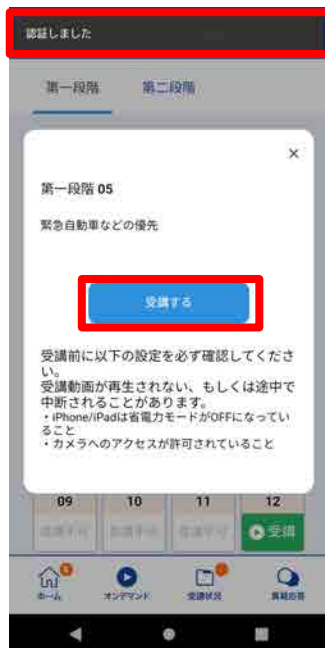 認証しました
第一段階 第二段階
×
第一段階 05
緊急自動車などの優先
受講する
受講前に以下の設定を必ず確認してくださ
い。
受講動画が再生されない、もしくは途中で
中断されることがあります。
・iPhone/iPadは省電力モードがOFFになってい
ること
・カメラへのアクセスが許可されていること
09 10 11 12
受講
ホーム オンデマンド 受講状況 質疑応答